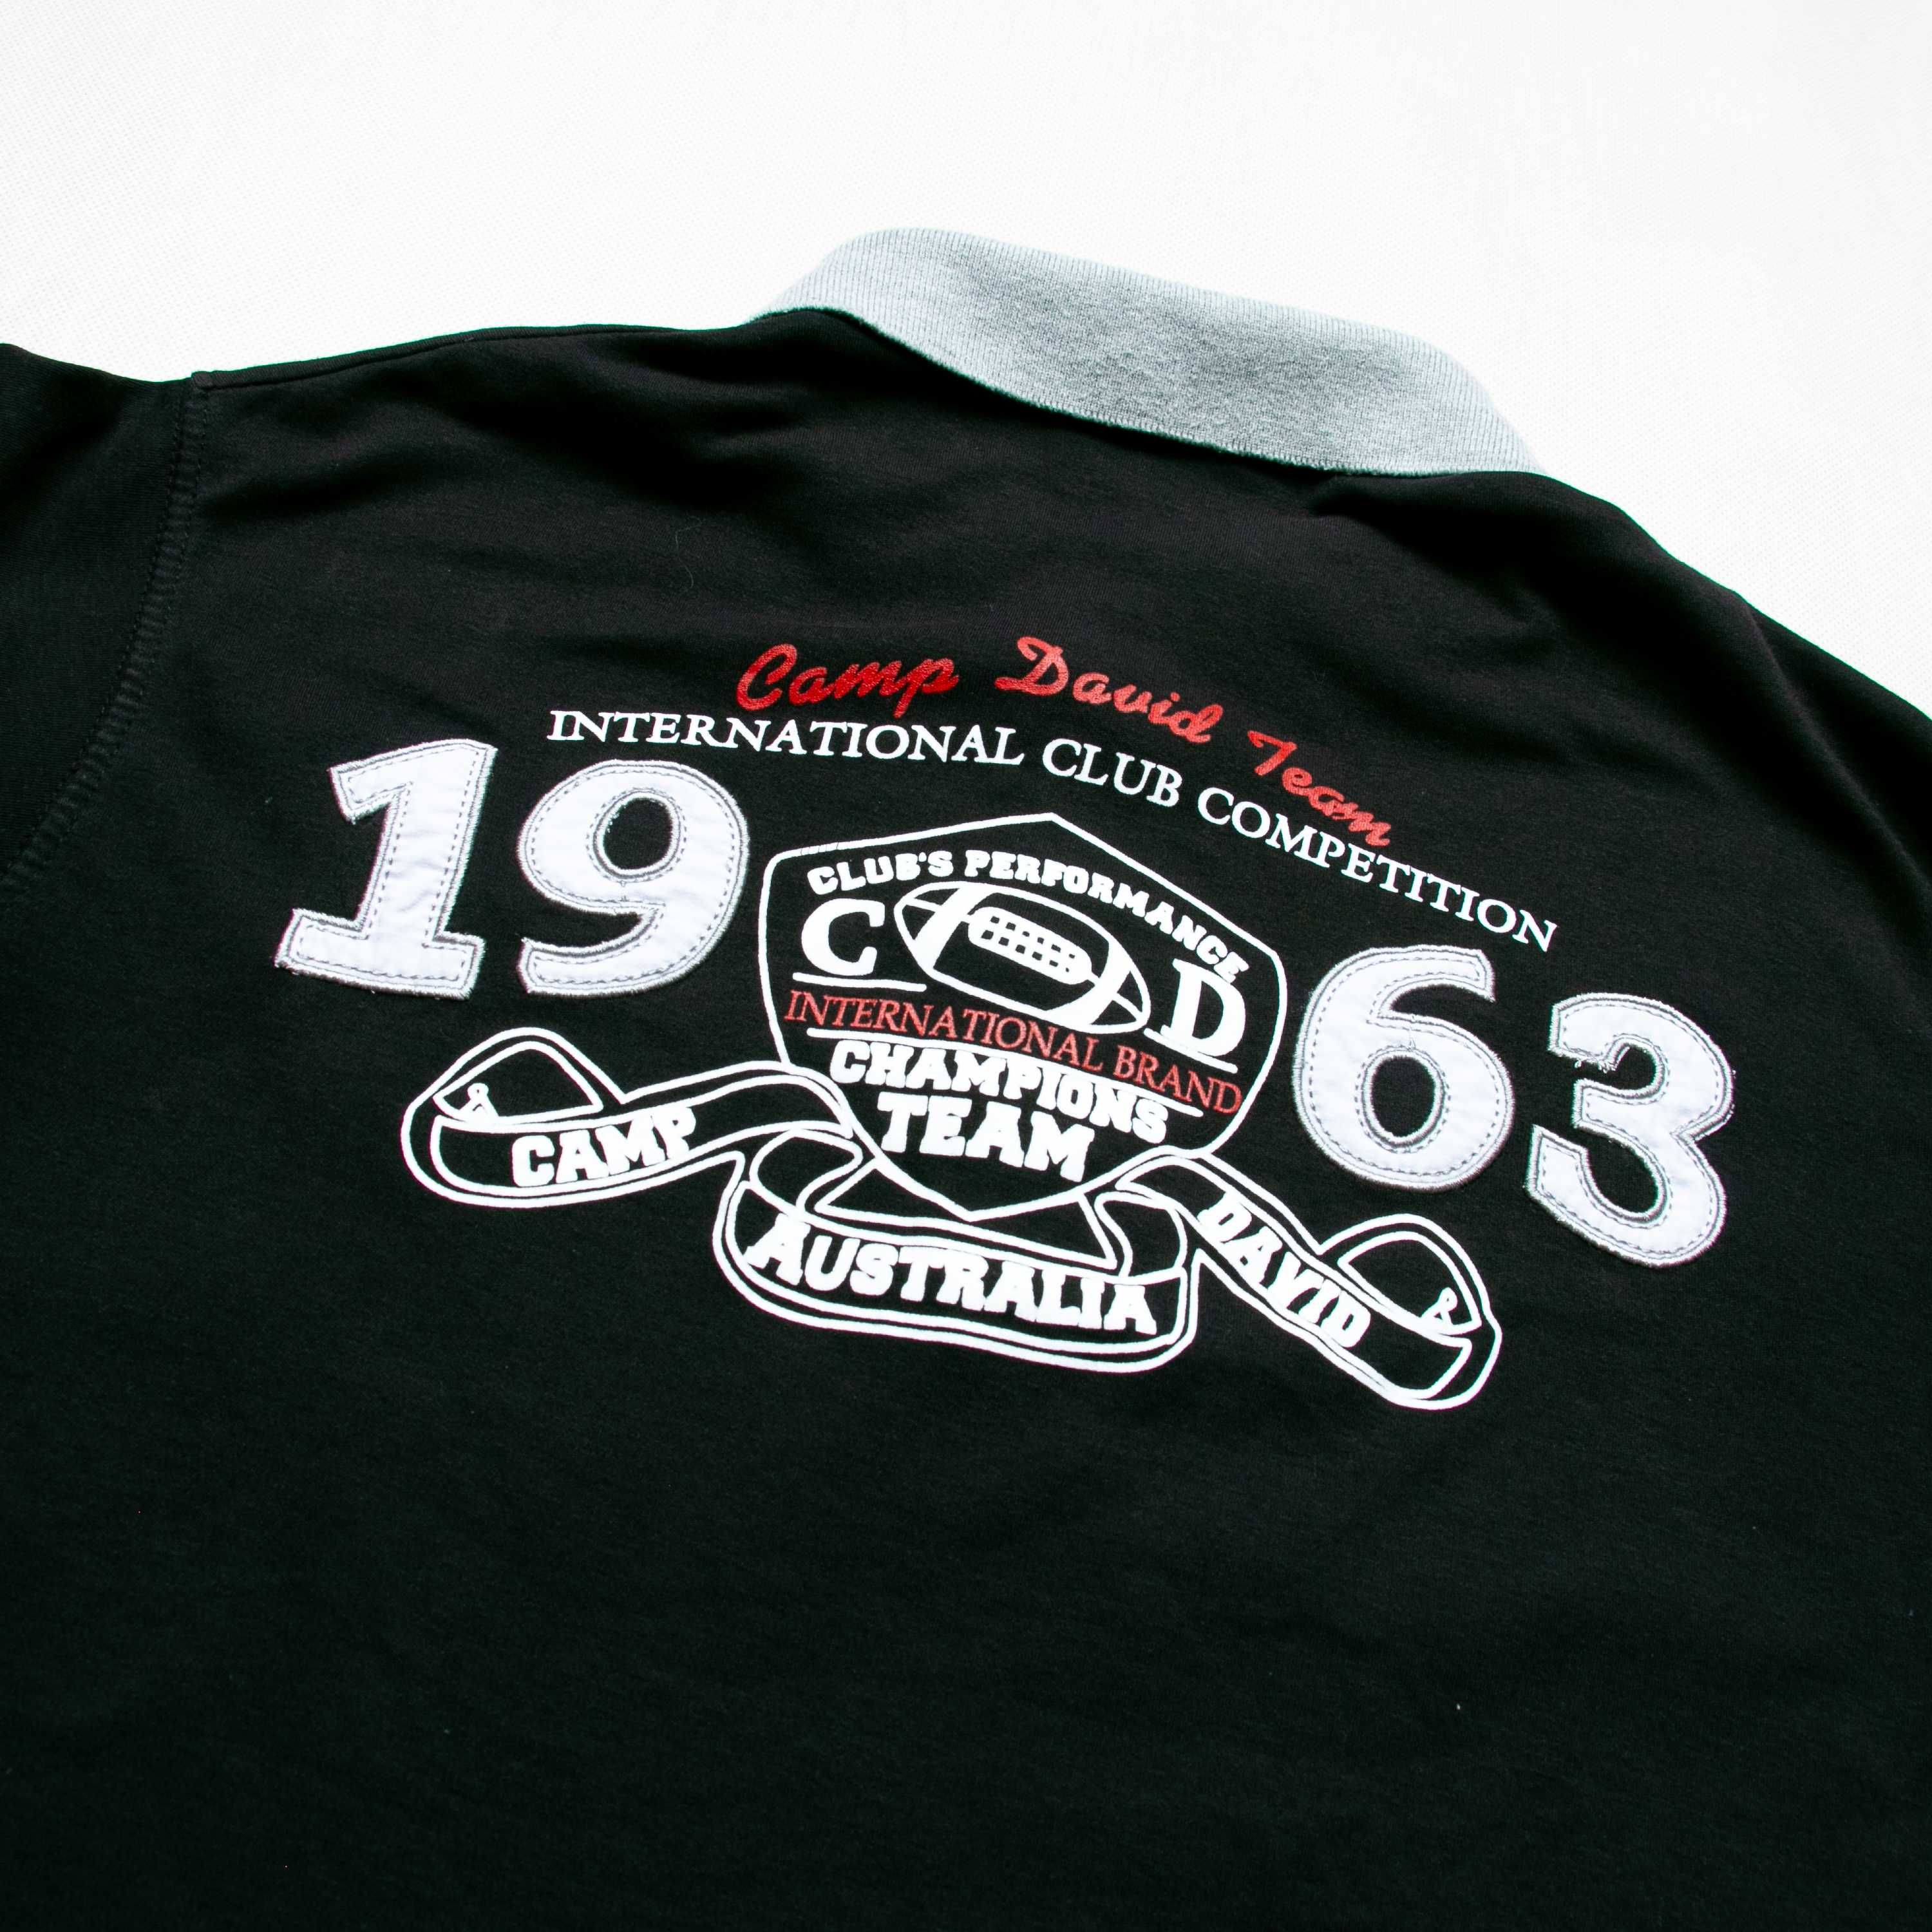 Camp David Team
INTERNATIONAL CLUB COMPETITION
19 63
CLUB'S PERFORMANCE
C D
INTERNATIONAL BRAND
CHAMPIONS
TEAM
CAMP
AUSTRALIA
DAVID